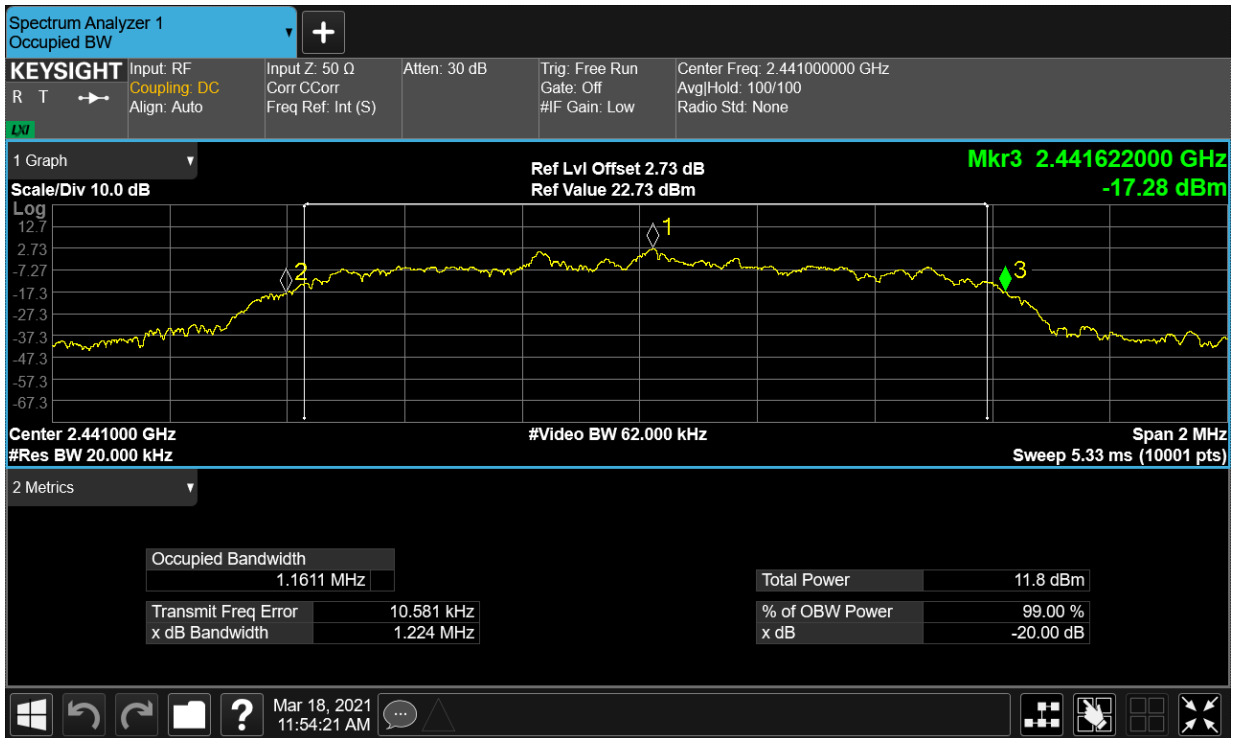 Spectrum Analyzer 1
Occupied BW
+
KEYSIGHT
R T
LXI
Input: RF
Coupling: DC
Align: Auto
Input Z: 50 Ω
Corr CCorr
Freq Ref: Int (S)
Atten: 30 dB
Trig: Free Run
Gate: Off
#IF Gain: Low
Center Freq: 2.441000000 GHz
Avg|Hold: 100/100
Radio Std: None
1 Graph
Scale/Div 10.0 dB
Ref Lvl Offset 2.73 dB
Ref Value 22.73 dBm
Mkr3 2.441622000 GHz
-17.28 dBm
Log
12.7
2.73
-7.27
-17.3
-27.3
-37.3
-47.3
-57.3
-67.3
1
2
3
Center 2.441000 GHz
#Res BW 20.000 kHz
#Video BW 62.000 kHz
Span 2 MHz
Sweep 5.33 ms (10001 pts)
2 Metrics
Occupied Bandwidth
1.1611 MHz
Transmit Freq Error 10.581 kHz
x dB Bandwidth 1.224 MHz
Total Power 11.8 dBm
% of OBW Power 99.00 %
x dB -20.00 dB
?
Mar 18, 2021
11:54:21 AM